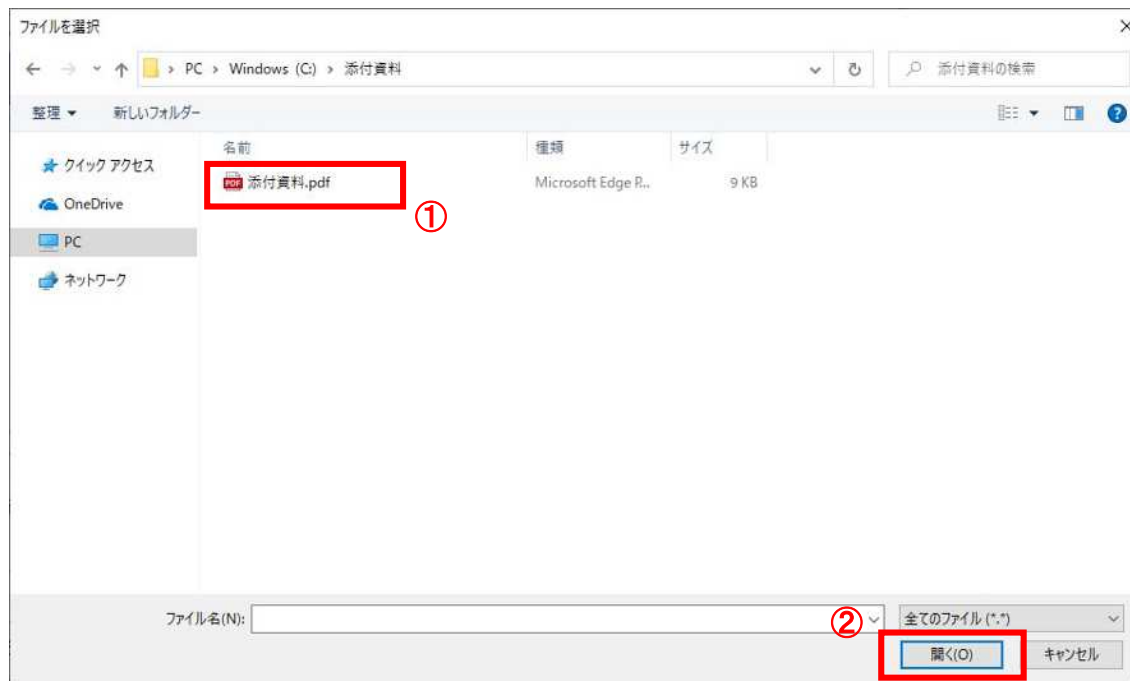 ファイルを選択
PC › Windows (C:) › 添付資料
添付資料の検索
整理
新しいフォルダー
名前 種類 サイズ
クイック アクセス
添付資料.pdf Microsoft Edge P... 9 KB
①
OneDrive
PC
ネットワーク
ファイル名(N):
②
全てのファイル (*.*)
開く(O)
キャンセル